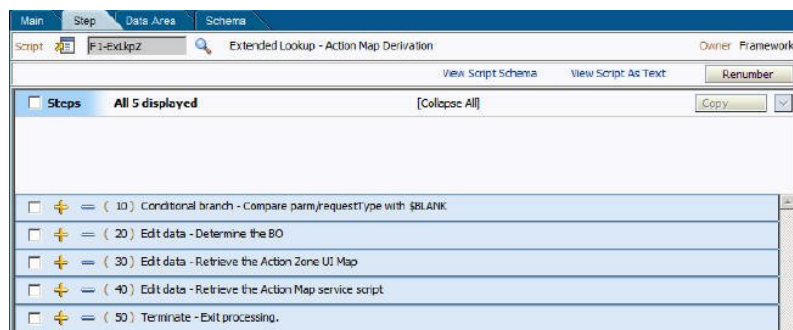 Main Step Data Area Schema
Script F1-ExLkpZ Extended Lookup - Action Map Derivation Owner Framework
View Script Schema View Script As Text Renumber
Steps All 5 displayed [Collapse All] Copy
( 10 ) Conditional branch - Compare parm/requestType with $BLANK
( 20 ) Edit data - Determine the BO
( 30 ) Edit data - Retrieve the Action Zone UI Map
( 40 ) Edit data - Retrieve the Action Map service script
( 50 ) Terminate - Exit processing.